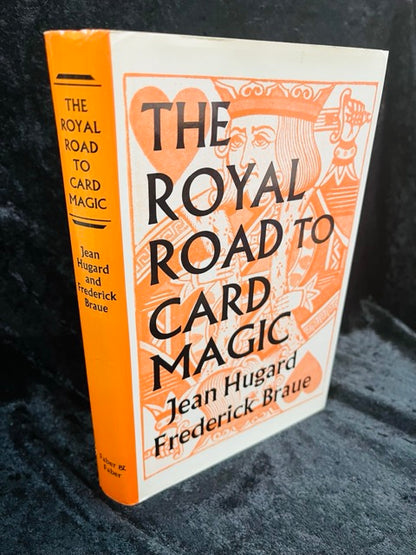 THE
ROYAL
ROAD TO
CARD
MAGIC
Jean
Hugard
and
Frederick
Braue
Faber &
Faber
THE
ROYAL
ROAD TO
CARD
MAGIC
Jean Hugard
Frederick Braue